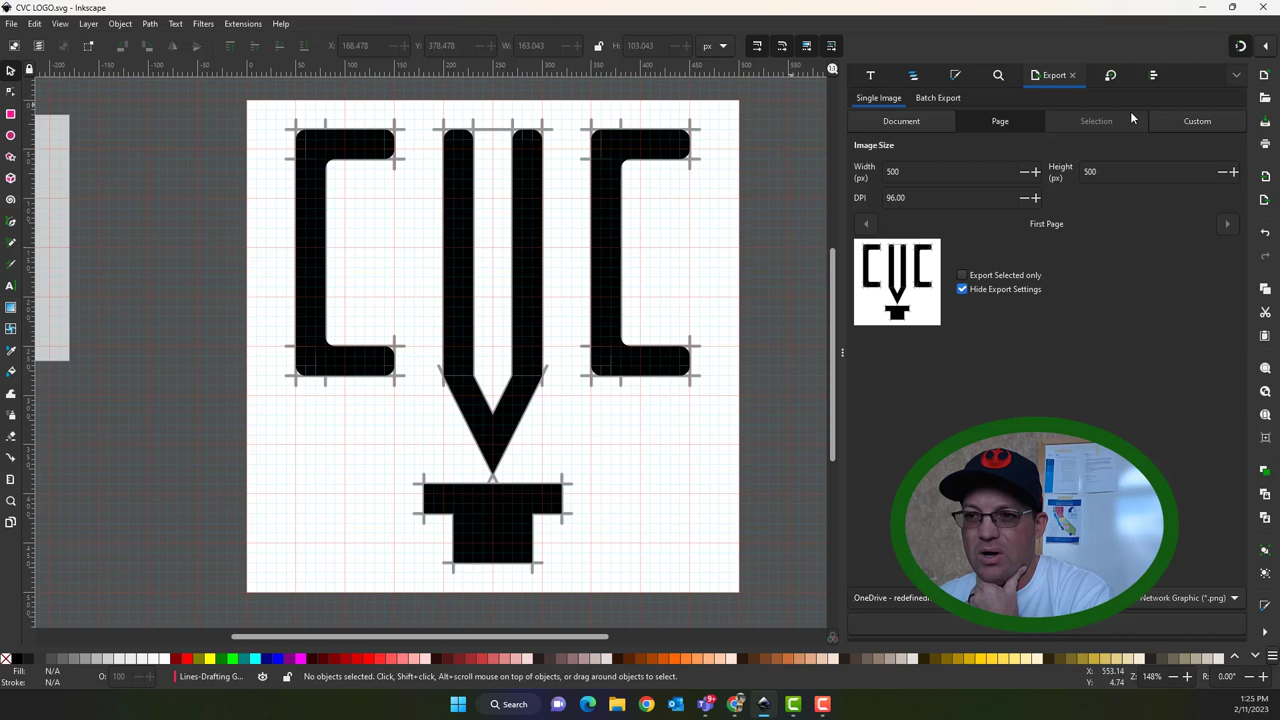 CVC LOGO.svg - Inkscape
File Edit View Layer Object Path Text Filters Extensions Help
X: 168.478 Y: 378.478 W: 163.043 H: 103.043 px
Export
Single Image Batch Export
Document Page Selection Custom
Image Size
Width (px) 500 Height (px) 500
DPI 96.00
First Page
Export Selected only
Hide Export Settings
CVC
OneDrive - redefined Network Graphic (*.png)
Fill: N/A
Stroke: N/A
O: 100
Lines-Drafting G...
No objects selected. Click, Shift+click, Alt+scroll mouse on top of objects, or drag around objects to select.
X: 553.14
Y: 4.74
Z: 148%
R: 0.00°
Search
1:25 PM
2/11/2023